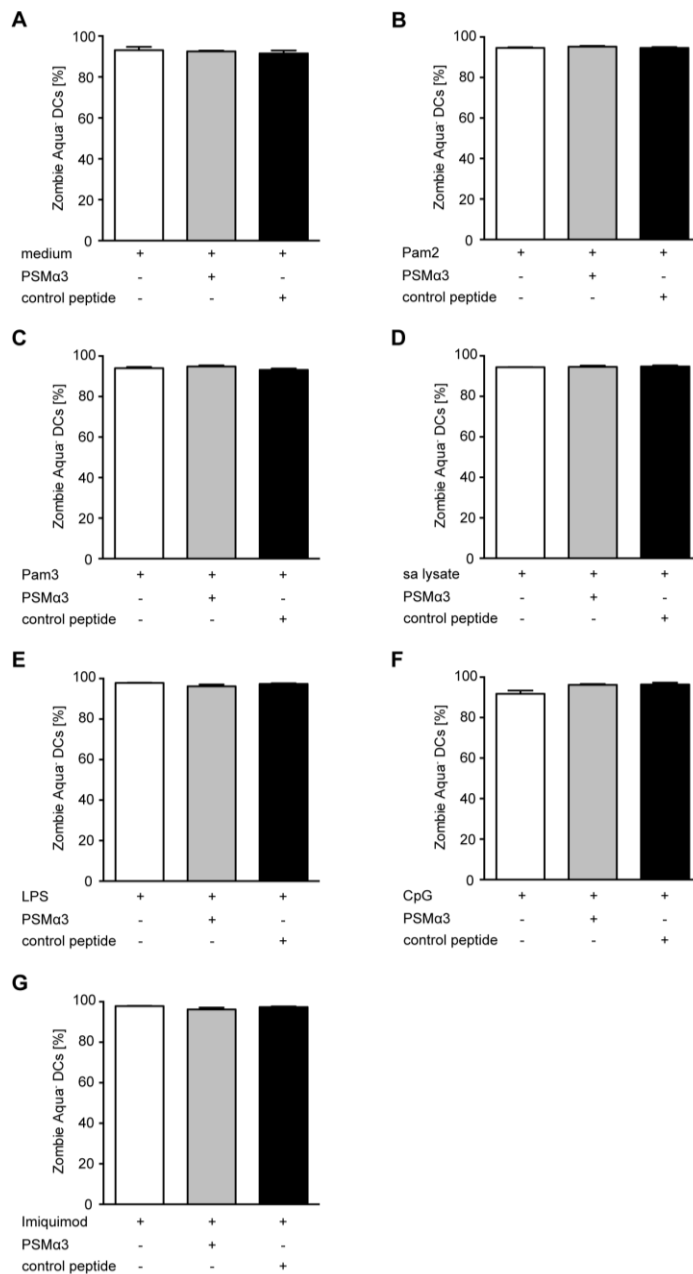 A
Zombie Aqua⁻ DCs [%]
100
80
60
40
20
0
medium + + +
PSMα3 - + -
control peptide - - +
B
Zombie Aqua⁻ DCs [%]
100
80
60
40
20
0
Pam2 + + +
PSMα3 - + -
control peptide - - +
C
Zombie Aqua⁻ DCs [%]
100
80
60
40
20
0
Pam3 + + +
PSMα3 - + -
control peptide - - +
D
Zombie Aqua⁻ DCs [%]
100
80
60
40
20
0
sa lysate + + +
PSMα3 - + -
control peptide - - +
E
Zombie Aqua⁻ DCs [%]
100
80
60
40
20
0
LPS + + +
PSMα3 - + -
control peptide - - +
F
Zombie Aqua⁻ DCs [%]
100
80
60
40
20
0
CpG + + +
PSMα3 - + -
control peptide - - +
G
Zombie Aqua⁻ DCs [%]
100
80
60
40
20
0
Imiquimod + + +
PSMα3 - + -
control peptide - - +